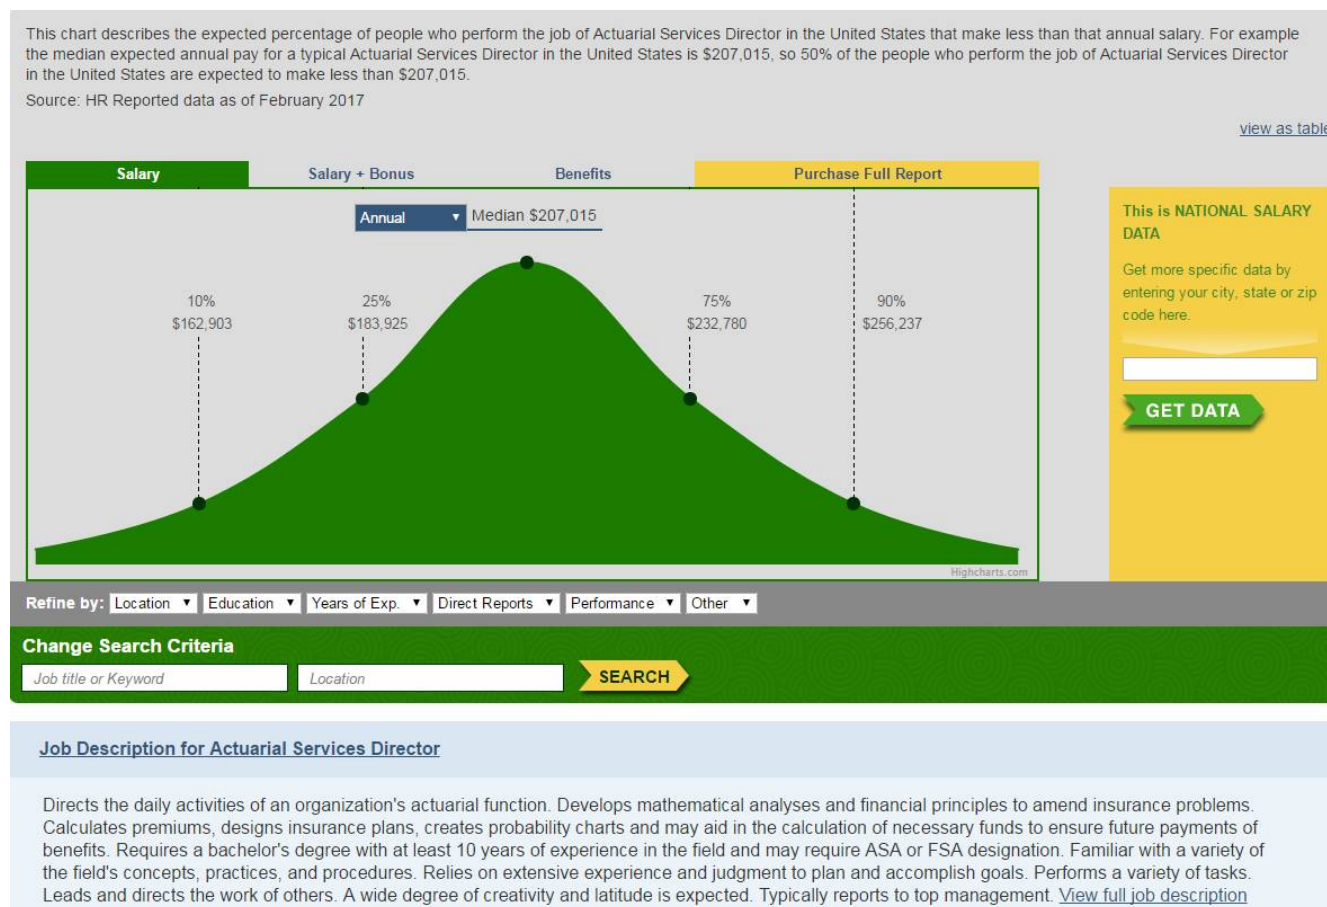 This chart describes the expected percentage of people who perform the job of Actuarial Services Director in the United States that make less than that annual salary. For example
the median expected annual pay for a typical Actuarial Services Director in the United States is $207,015, so 50% of the people who perform the job of Actuarial Services Director
in the United States are expected to make less than $207,015.
Source: HR Reported data as of February 2017
view as table
Salary
Salary + Bonus
Benefits
Purchase Full Report
Annual
Median $207,015
10%
$162,903
25%
$183,925
75%
$232,780
90%
$256,237
Highcharts.com
This is NATIONAL SALARY
DATA
Get more specific data by
entering your city, state or zip
code here.
GET DATA
Refine by: Location Education Years of Exp. Direct Reports Performance Other
Change Search Criteria
Job title or Keyword
Location
SEARCH
Job Description for Actuarial Services Director
Directs the daily activities of an organization's actuarial function. Develops mathematical analyses and financial principles to amend insurance problems.
Calculates premiums, designs insurance plans, creates probability charts and may aid in the calculation of necessary funds to ensure future payments of
benefits. Requires a bachelor's degree with at least 10 years of experience in the field and may require ASA or FSA designation. Familiar with a variety of
the field's concepts, practices, and procedures. Relies on extensive experience and judgment to plan and accomplish goals. Performs a variety of tasks.
Leads and directs the work of others. A wide degree of creativity and latitude is expected. Typically reports to top management. View full job description